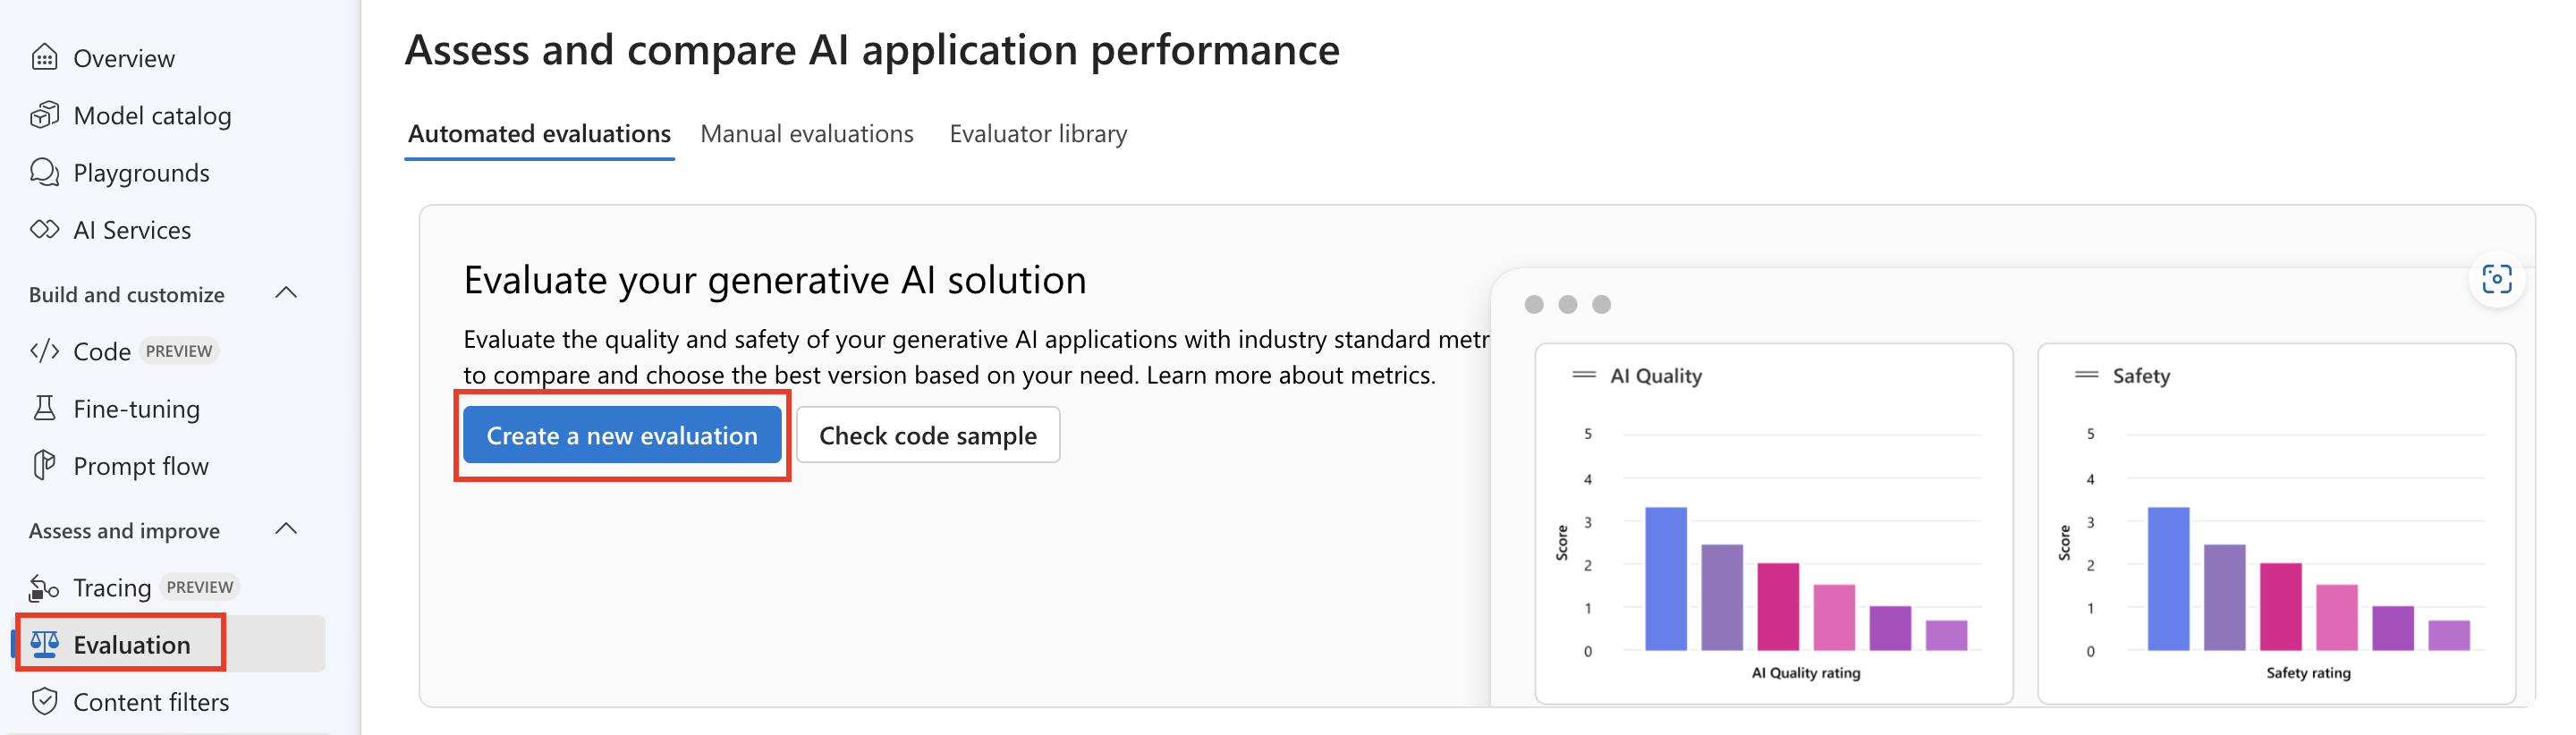 Overview
Model catalog
Playgrounds
AI Services
Build and customize
Code PREVIEW
Fine-tuning
Prompt flow
Assess and improve
Tracing PREVIEW
Evaluation
Content filters
Assess and compare AI application performance
Automated evaluations Manual evaluations Evaluator library
Evaluate your generative AI solution
Evaluate the quality and safety of your generative AI applications with industry standard metr
to compare and choose the best version based on your need. Learn more about metrics.
Create a new evaluation Check code sample
AI Quality
5
4
3
2
1
0
Score
AI Quality rating
Safety
5
4
3
2
1
0
Score
Safety rating